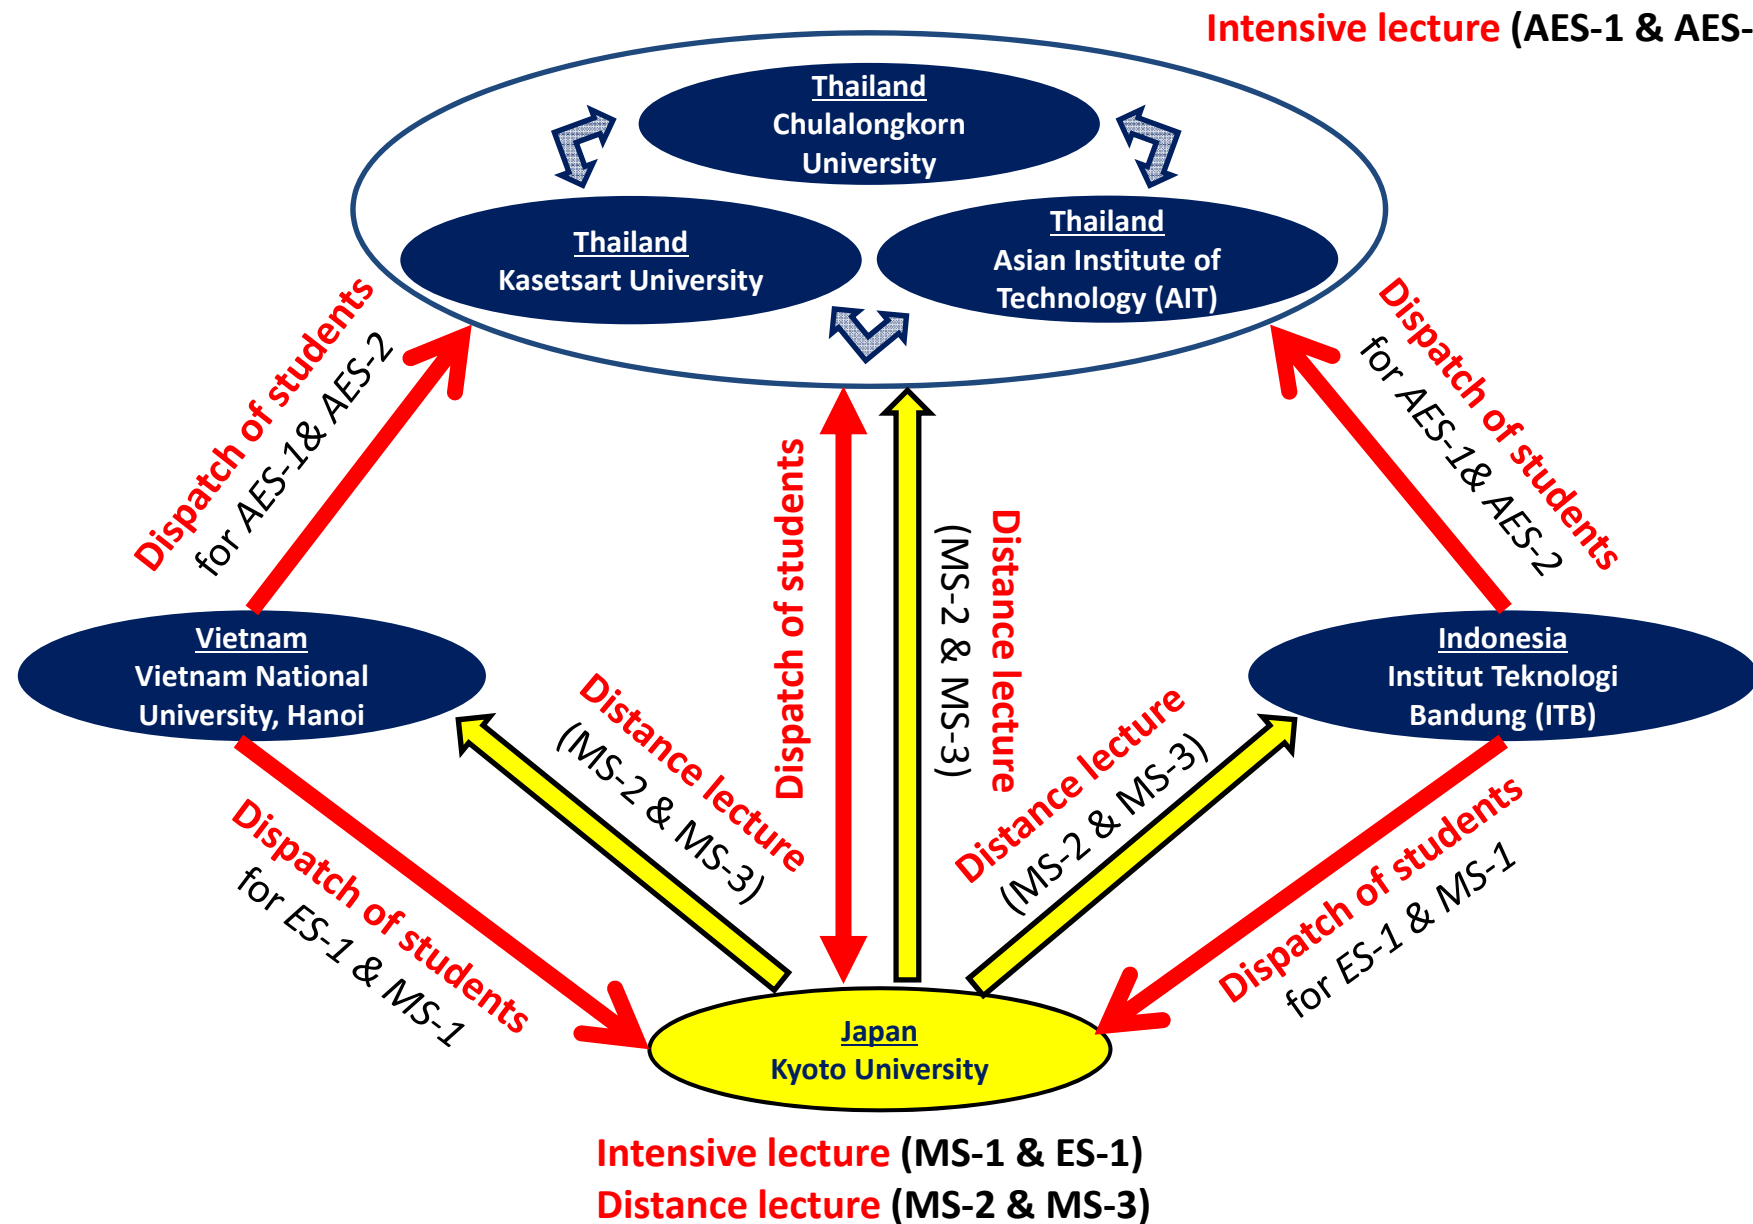 Intensive lecture (AES-1 & AES-
Thailand
Chulalongkorn
University
Thailand
Kasetsart University
Thailand
Asian Institute of
Technology (AIT)
Dispatch of students
for AES-1& AES-2
Dispatch of students
for AES-1& AES-2
Dispatch of students
Distance lecture
(MS-2 & MS-3)
Vietnam
Vietnam National
University, Hanoi
Indonesia
Institut Teknologi
Bandung (ITB)
Distance lecture
(MS-2 & MS-3)
Distance lecture
(MS-2 & MS-3)
Dispatch of students
for ES-1 & MS-1
Dispatch of students
for ES-1 & MS-1
Japan
Kyoto University
Intensive lecture (MS-1 & ES-1)
Distance lecture (MS-2 & MS-3)